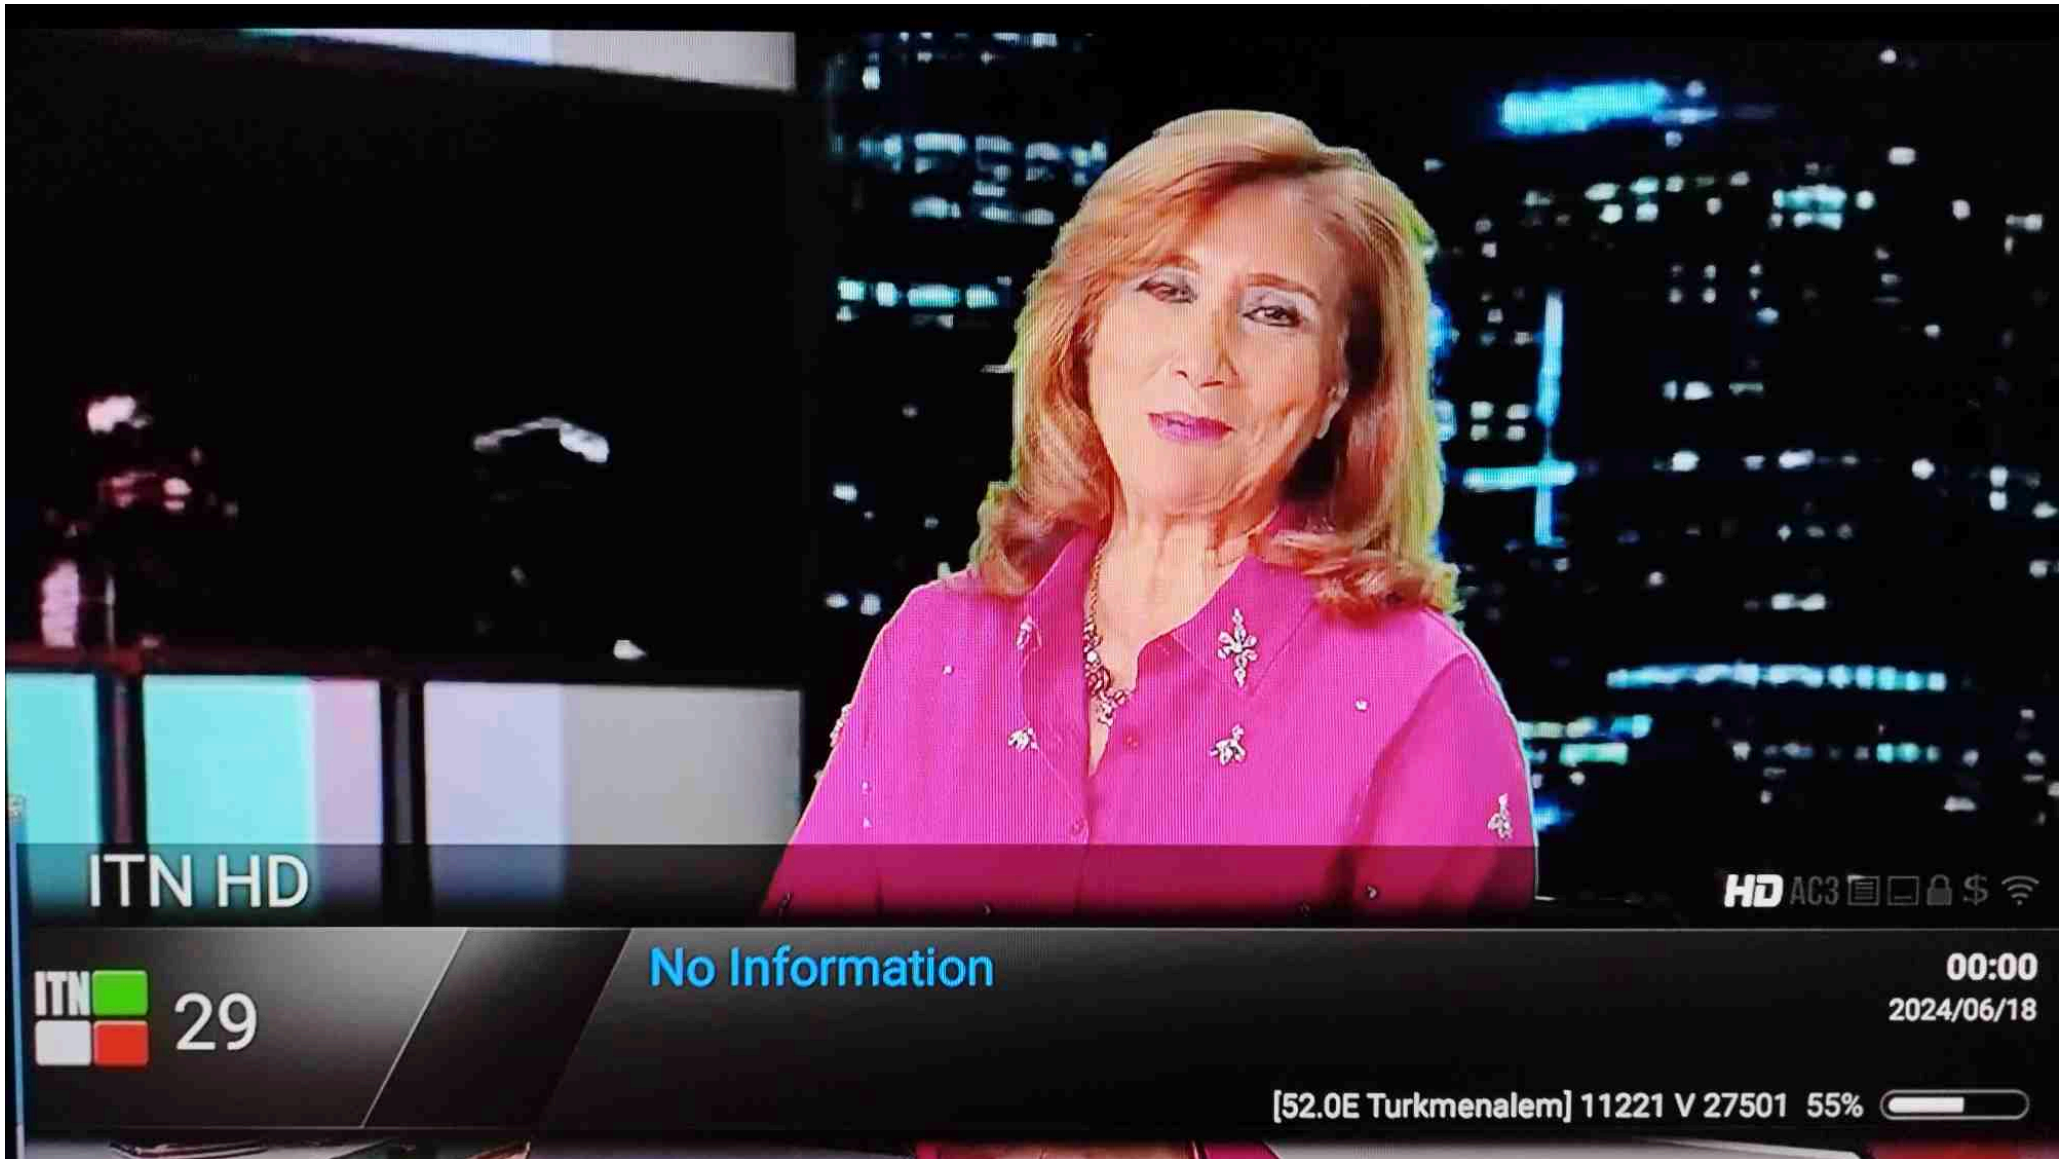 ITN HD
HD AC3 $
No Information
00:00
ITN
29
2024/06/18
[52.0E Turkmenalem] 11221 V 27501 55%